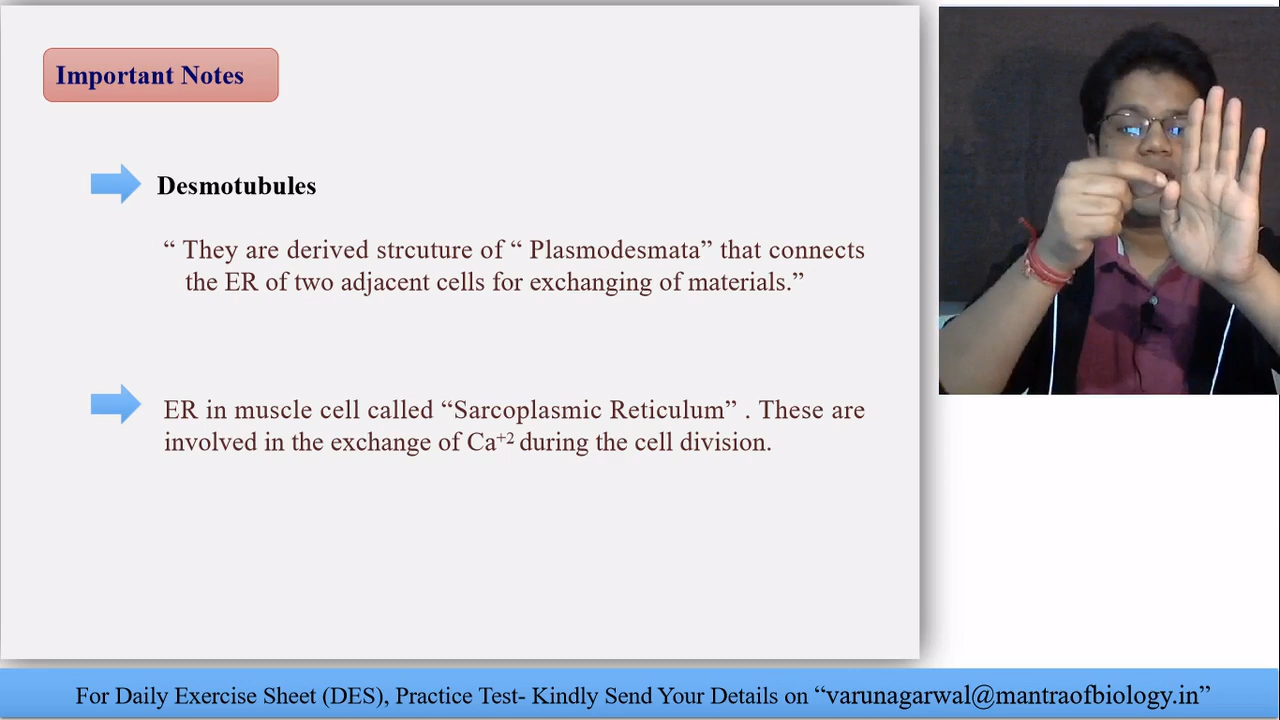 Important Notes
Desmotubules
“ They are derived strcuture of “ Plasmodesmata” that connects
the ER of two adjacent cells for exchanging of materials.”
ER in muscle cell called “Sarcoplasmic Reticulum” . These are
involved in the exchange of Ca⁺² during the cell division.
For Daily Exercise Sheet (DES), Practice Test- Kindly Send Your Details on “varunagarwal@mantraofbiology.in”